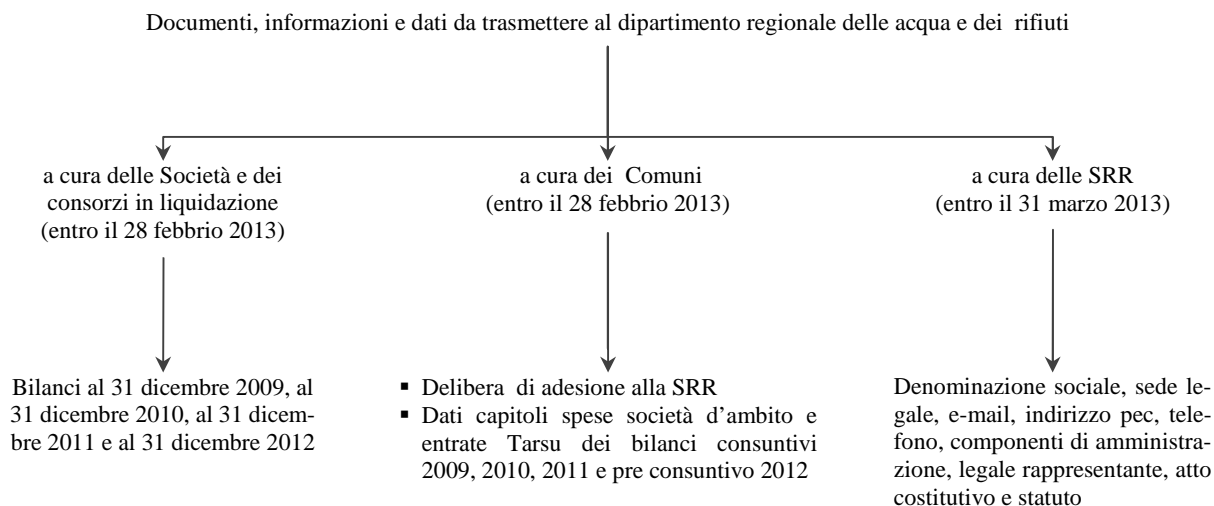 Documenti, informazioni e dati da trasmettere al dipartimento regionale delle acqua e dei rifiuti
a cura delle Società e dei
consorzi in liquidazione
(entro il 28 febbrio 2013)
a cura dei Comuni
(entro il 28 febbrio 2013)
a cura delle SRR
(entro il 31 marzo 2013)
Bilanci al 31 dicembre 2009, al
31 dicembre 2010, al 31 dicem-
bre 2011 e al 31 dicembre 2012
▪ Delibera di adesione alla SRR
▪ Dati capitoli spese società d'ambito e
entrate Tarsu dei bilanci consuntivi
2009, 2010, 2011 e pre consuntivo 2012
Denominazione sociale, sede le-
gale, e-mail, indirizzo pec, tele-
fono, componenti di amministra-
zione, legale rappresentante, atto
costitutivo e statuto